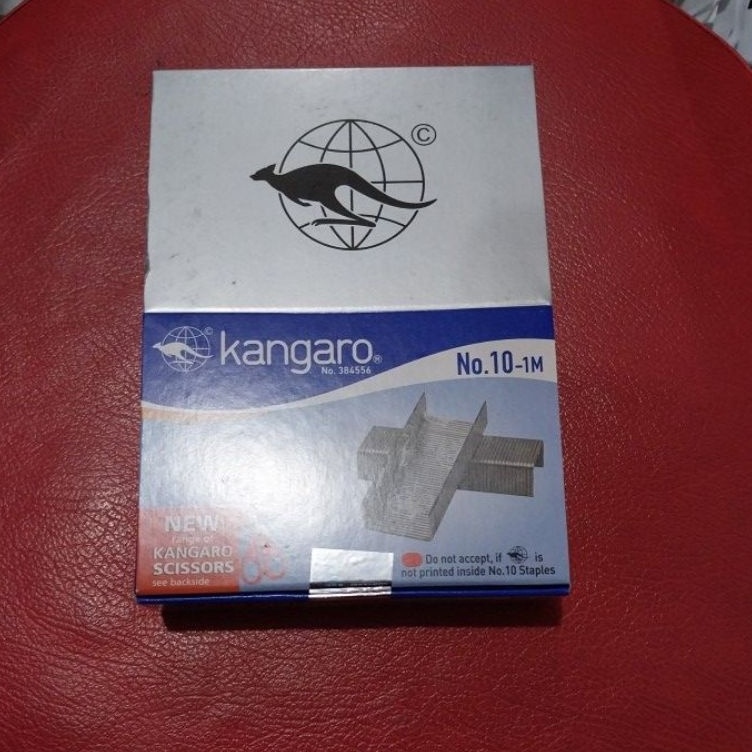 ©
©
kangaro®
No. 384556
No.10-1M
NEW
range of
KANGARO
SCISSORS
see backside
Do not accept, if is
not printed inside No.10 Staples